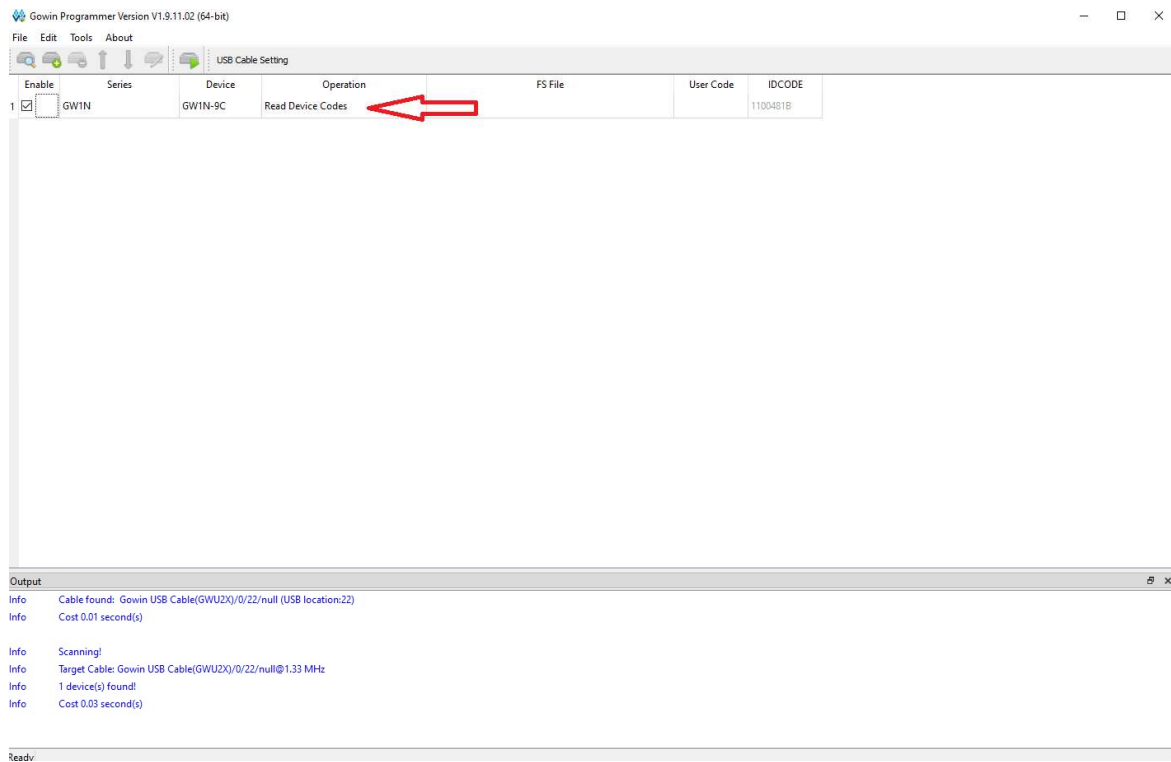 Gowin Programmer Version V1.9.11.02 (64-bit)
File Edit Tools About
USB Cable Setting
Enable Series Device Operation FS File User Code IDCODE
1 GW1N GW1N-9C Read Device Codes 1100481B
Output
Info Cable found: Gowin USB Cable(GWU2X)/0/22/null (USB location:22)
Info Cost 0.01 second(s)
Info Scanning!
Info Target Cable: Gowin USB Cable(GWU2X)/0/22/null@1.33 MHz
Info 1 device(s) found!
Info Cost 0.03 second(s)
Ready